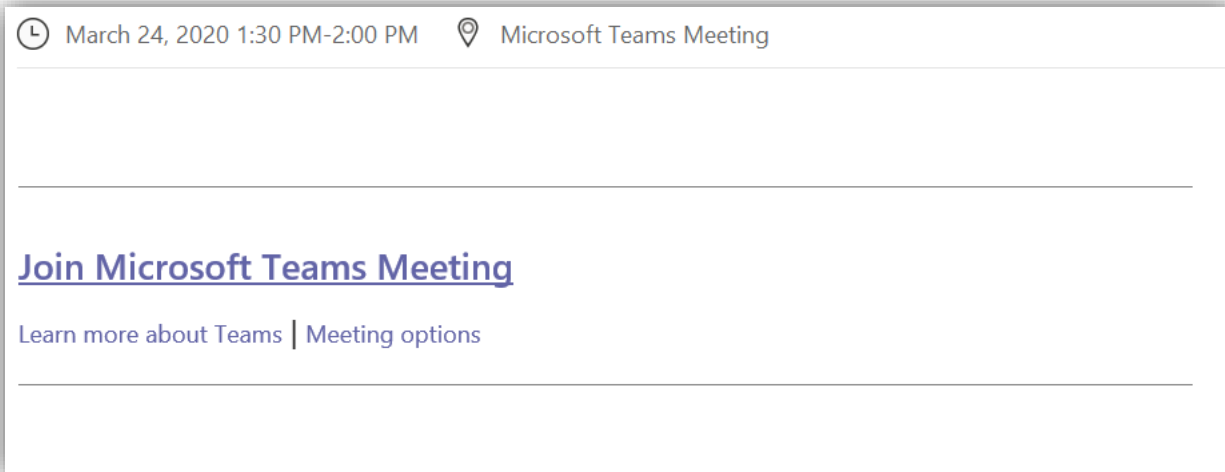 March 24, 2020 1:30 PM-2:00 PM Microsoft Teams Meeting
Join Microsoft Teams Meeting
Learn more about Teams | Meeting options